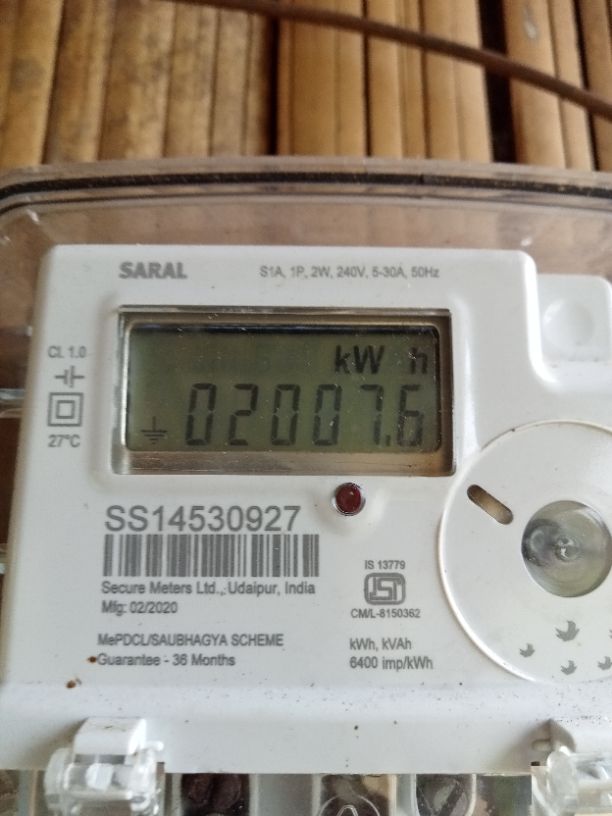 SARAL
S1A, 1P, 2W, 240V, 5-30A, 50Hz
Cl. 1.0
27°C
kW h
02007.6
SS14530927
Secure Meters Ltd., Udaipur, India
Mfg: 02/2020
MePDCL/SAUBHAGYA SCHEME
Guarantee - 36 Months
IS 13779
CM/L-8150362
kWh, kVAh
6400 imp/kWh